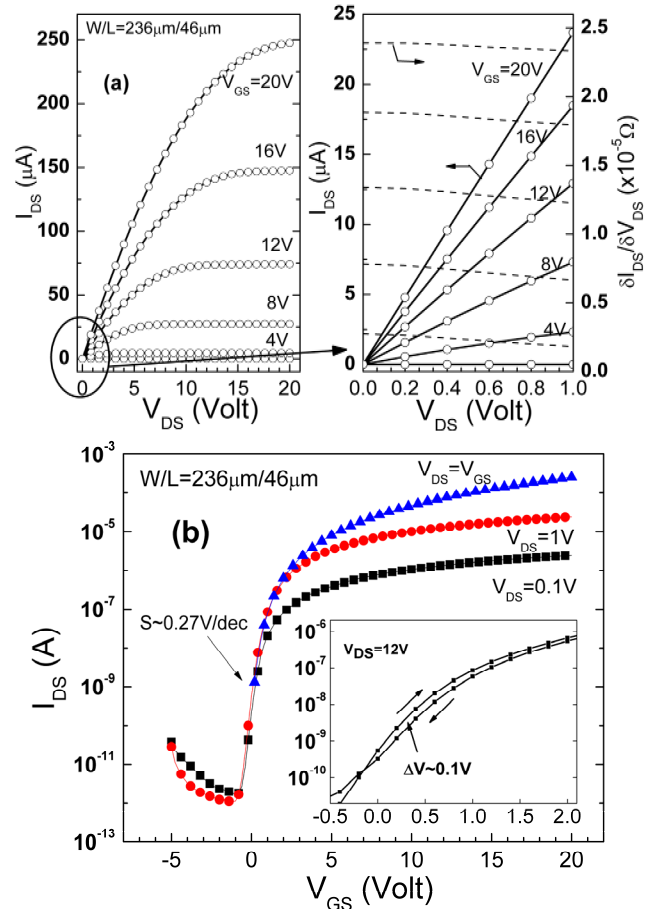 W/L=236μm/46μm
(a)
V_GS=20V
16V
12V
8V
4V
250
200
150
100
50
0
I_DS (μA)
0
5
10
15
20
V_DS (Volt)
25
22
20
17
15
12
10
7
5
2
0
I_DS (μA)
V_GS=20V
16V
12V
8V
4V
2.5
2.0
1.5
1.0
0.5
0.0
δI_DS/δV_DS (x10^-5Ω)
0.0
0.2
0.4
0.6
0.8
1.0
V_DS (Volt)
W/L=236μm/46μm
(b)
V_DS=V_GS
V_DS=1V
V_DS=0.1V
S~0.27V/dec
10^-3
10^-5
10^-7
10^-9
10^-11
10^-13
I_DS (A)
-5
0
5
10
15
20
V_GS (Volt)
V_DS=12V
ΔV~0.1V
10^-6
10^-7
10^-8
10^-9
10^-10
-0.5
0.0
0.5
1.0
1.5
2.0